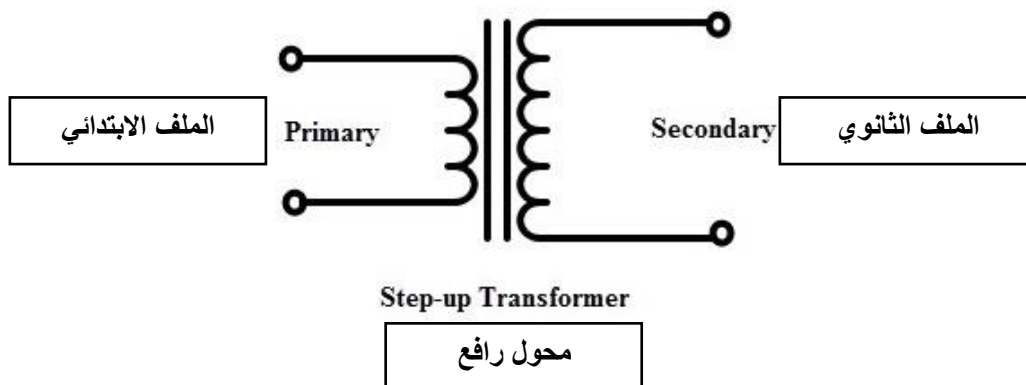 الملف الابتدائي
Primary
Secondary
الملف الثانوي
Step-up Transformer
محول رافع